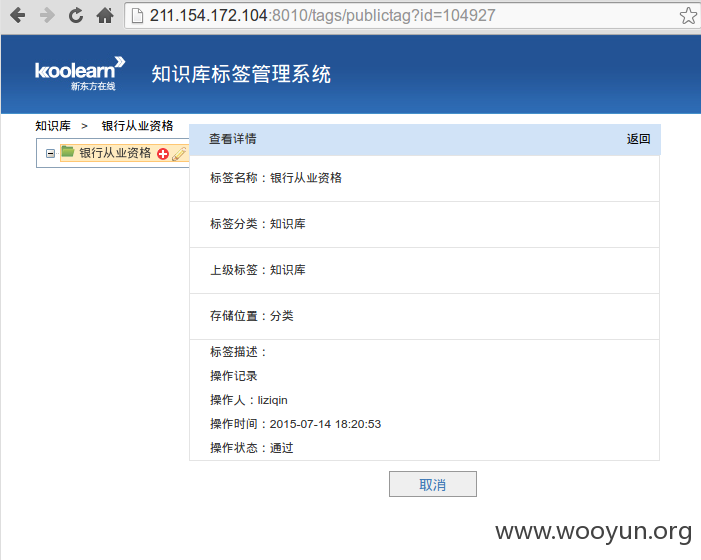 211.154.172.104:8010/tags/publictag?id=104927
koolearn
新东方在线
知识库标签管理系统
知识库 > 银行从业资格
银行从业资格
查看详情 返回
标签名称：银行从业资格
标签分类：知识库
上级标签：知识库
存储位置：分类
标签描述：
操作记录
操作人：liziqin
操作时间：2015-07-14 18:20:53
操作状态：通过
取消
www.wooyun.org